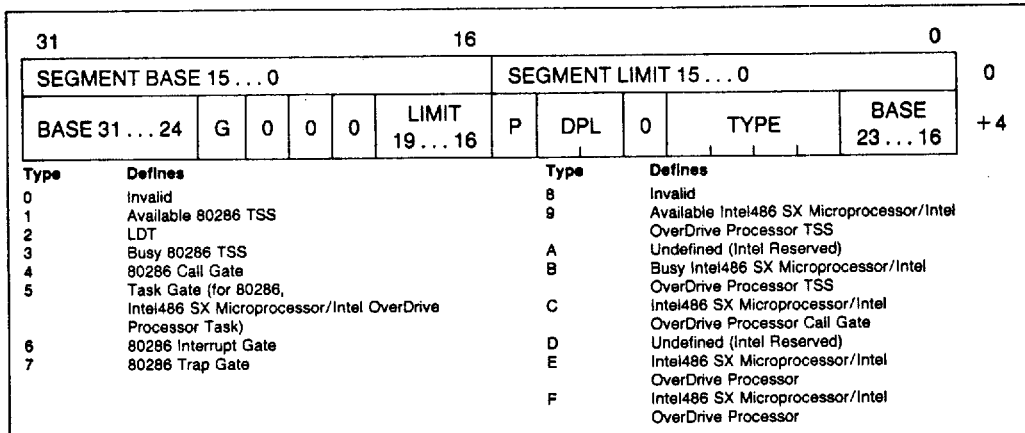 31 16 0
SEGMENT BASE 15 . . . 0 SEGMENT LIMIT 15 . . . 0 0
BASE 31 . . . 24 G 0 0 0 LIMIT 19 . . . 16 P DPL 0 TYPE BASE 23 . . . 16 +4
Type Defines
0 Invalid
1 Available 80286 TSS
2 LDT
3 Busy 80286 TSS
4 80286 Call Gate
5 Task Gate (for 80286,
Intel486 SX Microprocessor/Intel OverDrive
Processor Task)
6 80286 Interrupt Gate
7 80286 Trap Gate
Type Defines
8 Invalid
9 Available Intel486 SX Microprocessor/Intel
OverDrive Processor TSS
A Undefined (Intel Reserved)
B Busy Intel486 SX Microprocessor/Intel
OverDrive Processor TSS
C Intel486 SX Microprocessor/Intel
OverDrive Processor Call Gate
D Undefined (Intel Reserved)
E Intel486 SX Microprocessor/Intel
OverDrive Processor
F Intel486 SX Microprocessor/Intel
OverDrive Processor